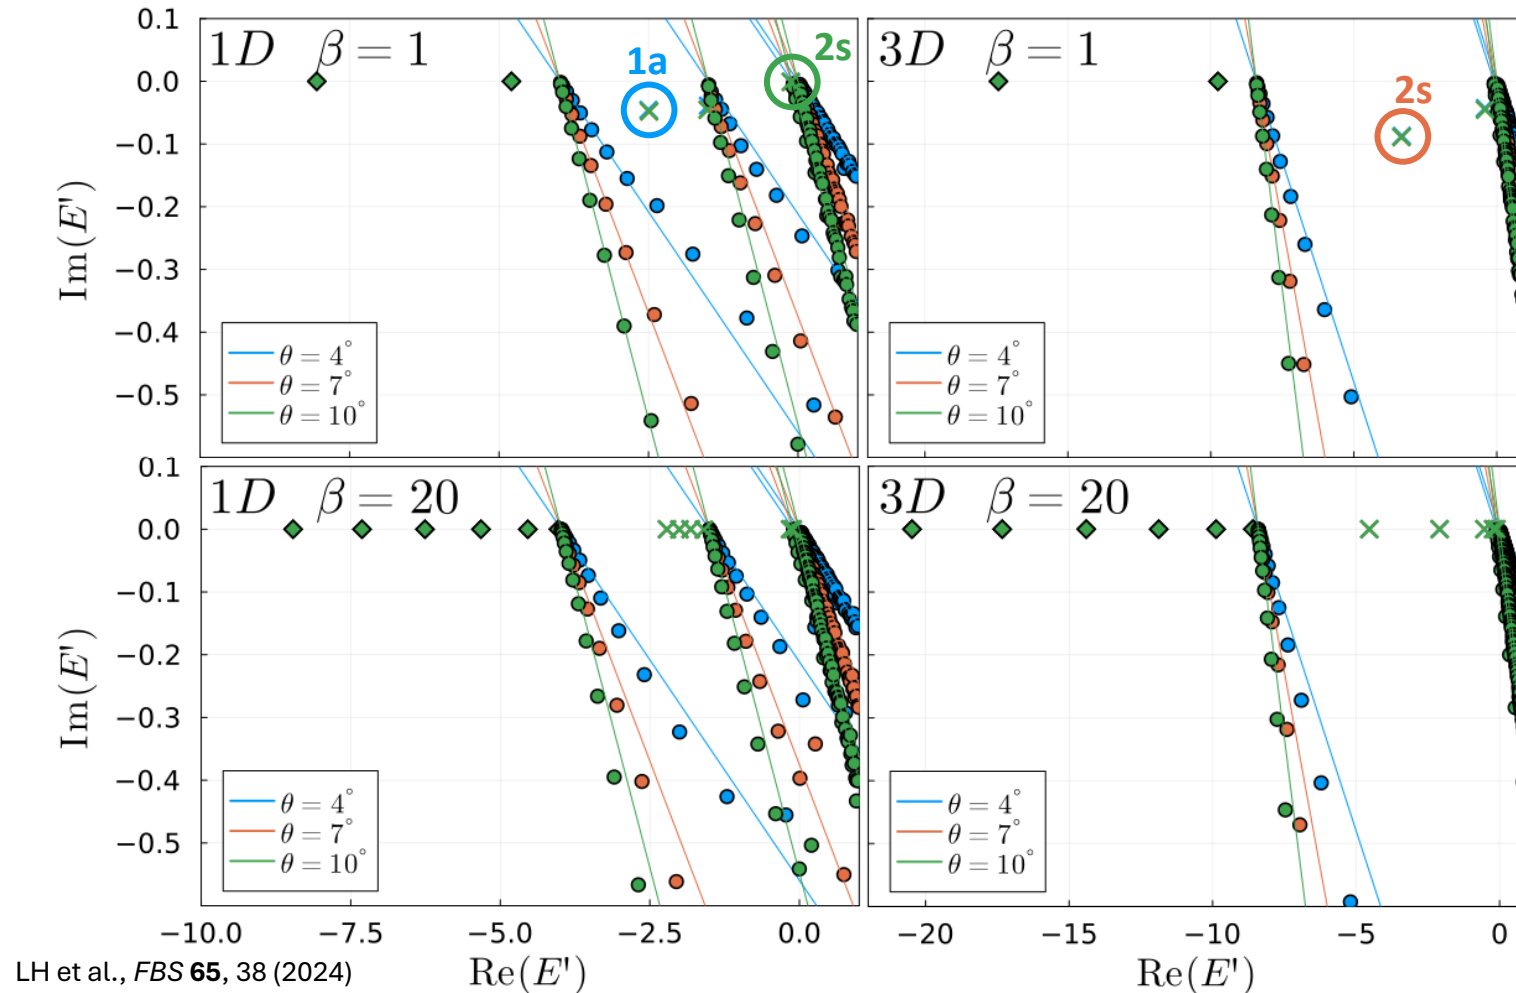 1D β = 1
1a
2s
3D β = 1
2s
0.1
0.0
−0.1
−0.2
−0.3
−0.4
−0.5
Im(E')
θ = 4°
θ = 7°
θ = 10°
θ = 4°
θ = 7°
θ = 10°
1D β = 20
3D β = 20
0.1
0.0
−0.1
−0.2
−0.3
−0.4
−0.5
Im(E')
θ = 4°
θ = 7°
θ = 10°
θ = 4°
θ = 7°
θ = 10°
−10.0 −7.5 −5.0 −2.5 0.0
−20 −15 −10 −5 0
Re(E')
Re(E')
LH et al., FBS 65, 38 (2024)